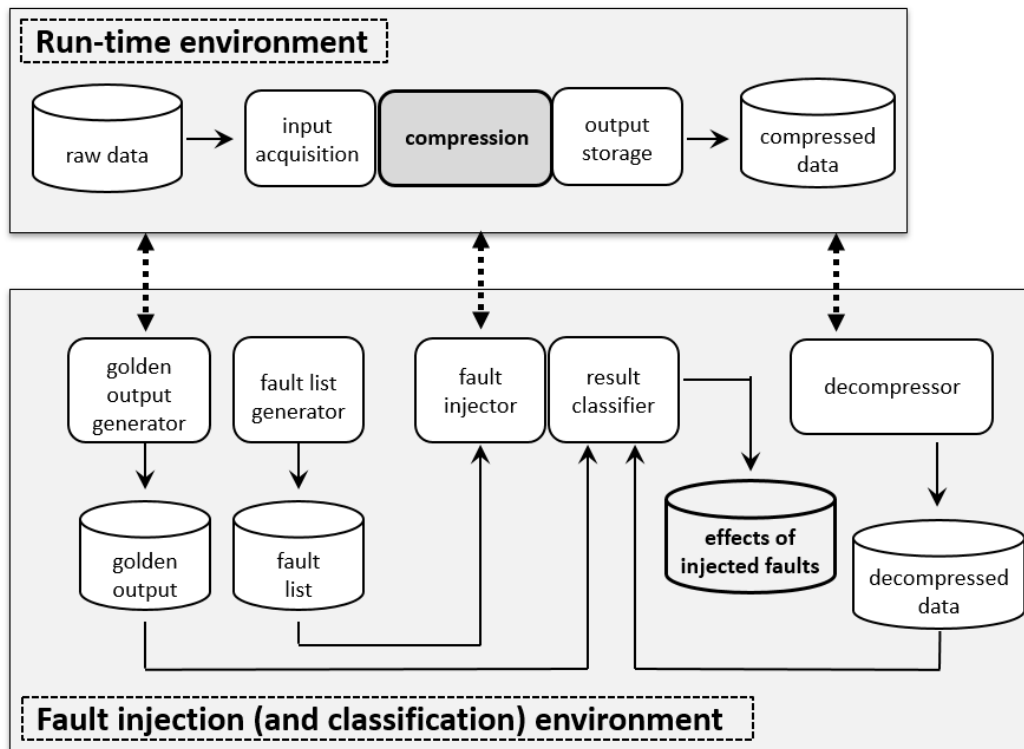 Run-time environment
raw data
input
acquisition
compression
output
storage
compressed
data
golden
output
generator
fault list
generator
fault
injector
result
classifier
decompressor
golden
output
fault
list
effects of
injected faults
decompressed
data
Fault injection (and classification) environment